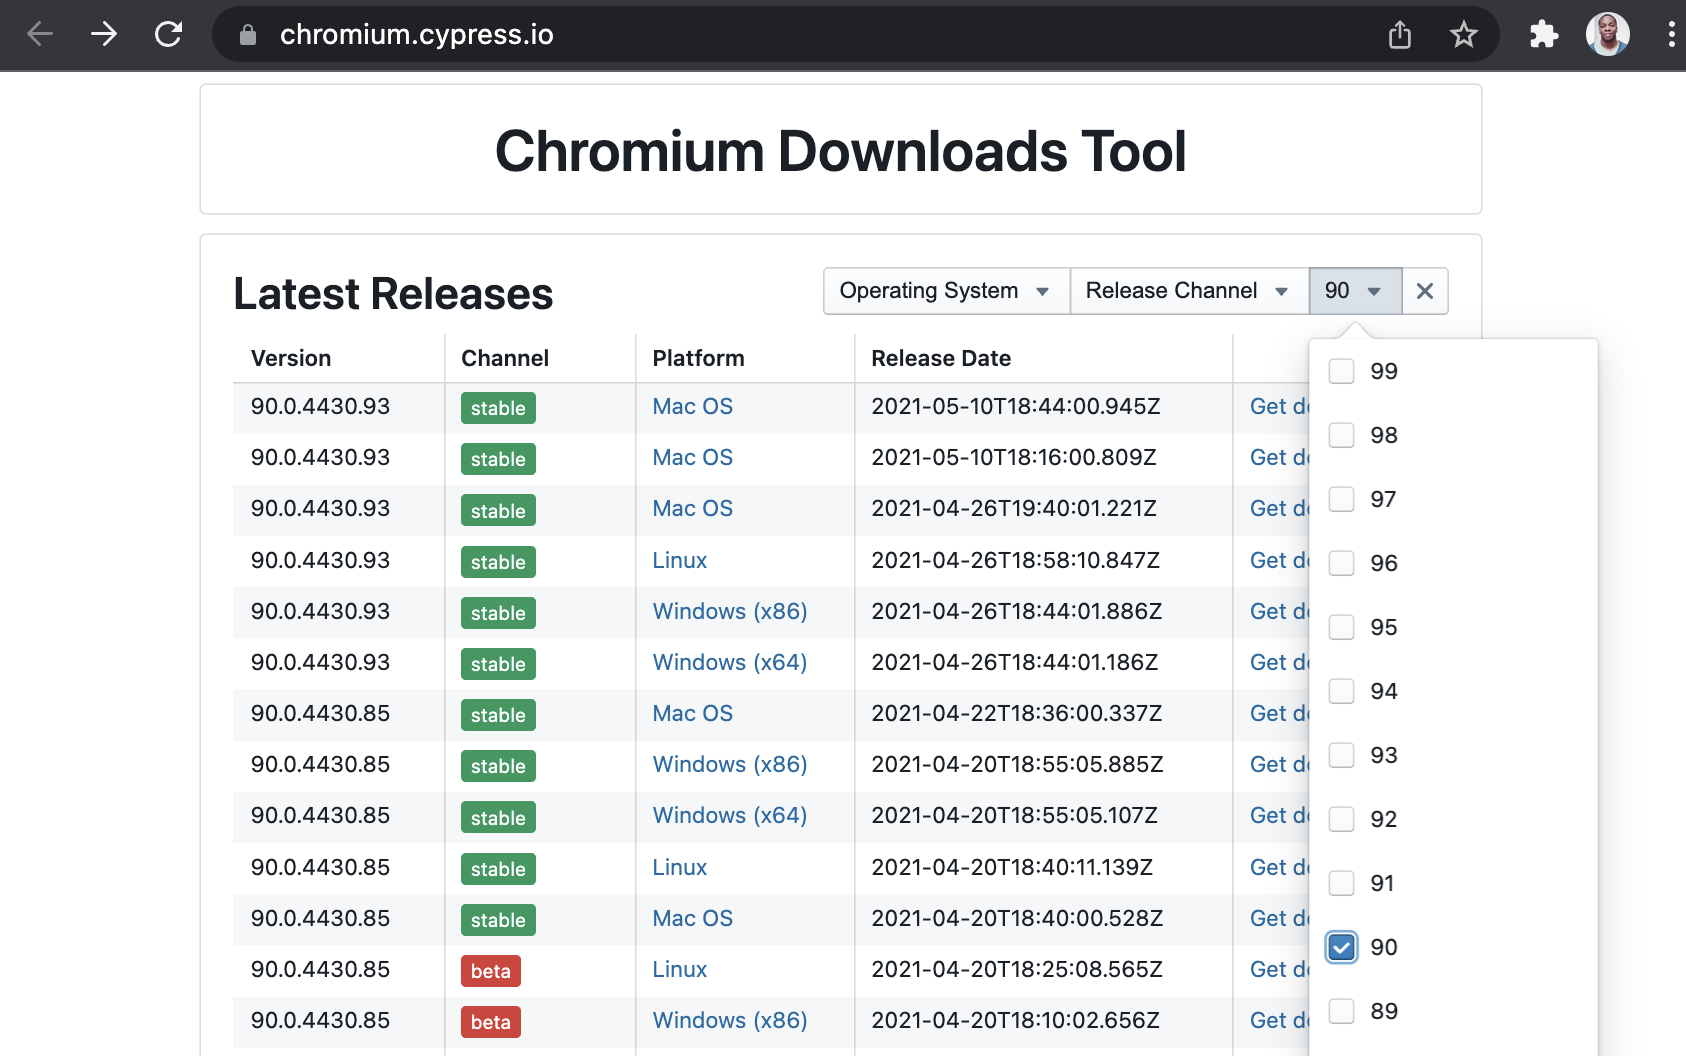 chromium.cypress.io
Chromium Downloads Tool
Latest Releases
Operating System Release Channel 90
Version Channel Platform Release Date
90.0.4430.93 stable Mac OS 2021-05-10T18:44:00.945Z Get
90.0.4430.93 stable Mac OS 2021-05-10T18:16:00.809Z Get
90.0.4430.93 stable Mac OS 2021-04-26T19:40:01.221Z Get
90.0.4430.93 stable Linux 2021-04-26T18:58:10.847Z Get
90.0.4430.93 stable Windows (x86) 2021-04-26T18:44:01.886Z Get
90.0.4430.93 stable Windows (x64) 2021-04-26T18:44:01.186Z Get
90.0.4430.85 stable Mac OS 2021-04-22T18:36:00.337Z Get
90.0.4430.85 stable Windows (x86) 2021-04-20T18:55:05.885Z Get
90.0.4430.85 stable Windows (x64) 2021-04-20T18:55:05.107Z Get
90.0.4430.85 stable Linux 2021-04-20T18:40:11.139Z Get
90.0.4430.85 stable Mac OS 2021-04-20T18:40:00.528Z Get
90.0.4430.85 beta Linux 2021-04-20T18:25:08.565Z Get
90.0.4430.85 beta Windows (x86) 2021-04-20T18:10:02.656Z Get
99
98
97
96
95
94
93
92
91
90
89